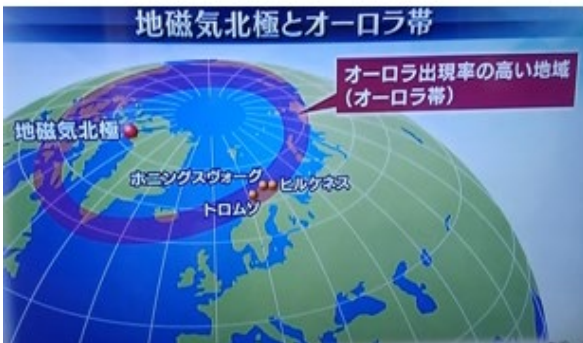 地磁気北極とオーロラ帯
オーロラ出現率の高い地域
(オーロラ帯)
地磁気北極
ホニングスヴォーグ
ヒルケネス
トロムソ